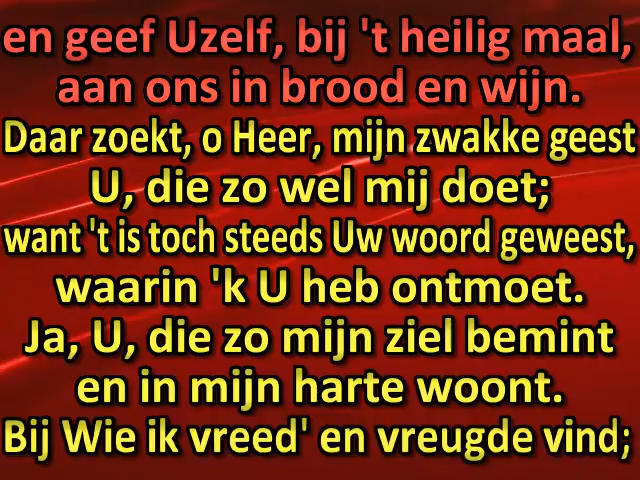 en geef Uzelf, bij 't heilig maal,
aan ons in brood en wijn.
Daar zoekt, o Heer, mijn zwakke geest
U, die zo wel mij doet;
want 't is toch steeds Uw woord geweest,
waarin 'k U heb ontmoet.
Ja, U, die zo mijn ziel bemint
en in mijn harte woont.
Bij Wie ik vreed' en vreugde vind;